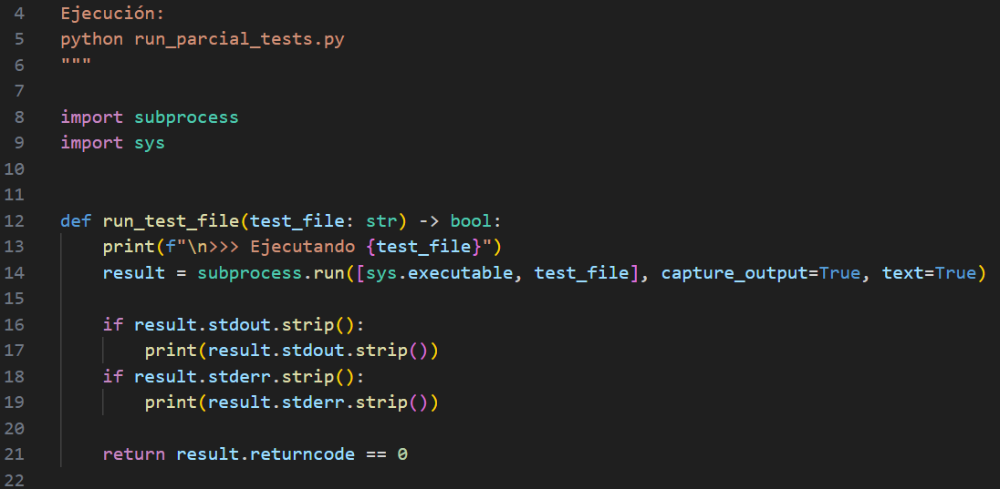 4 Ejecución:
5 python run_parcial_tests.py
6 """
7
8 import subprocess
9 import sys
10
11
12 def run_test_file(test_file: str) -> bool:
13     print(f"\n>>> Ejecutando {test_file}")
14     result = subprocess.run([sys.executable, test_file], capture_output=True, text=True)
15
16     if result.stdout.strip():
17         print(result.stdout.strip())
18     if result.stderr.strip():
19         print(result.stderr.strip())
20
21     return result.returncode == 0
22